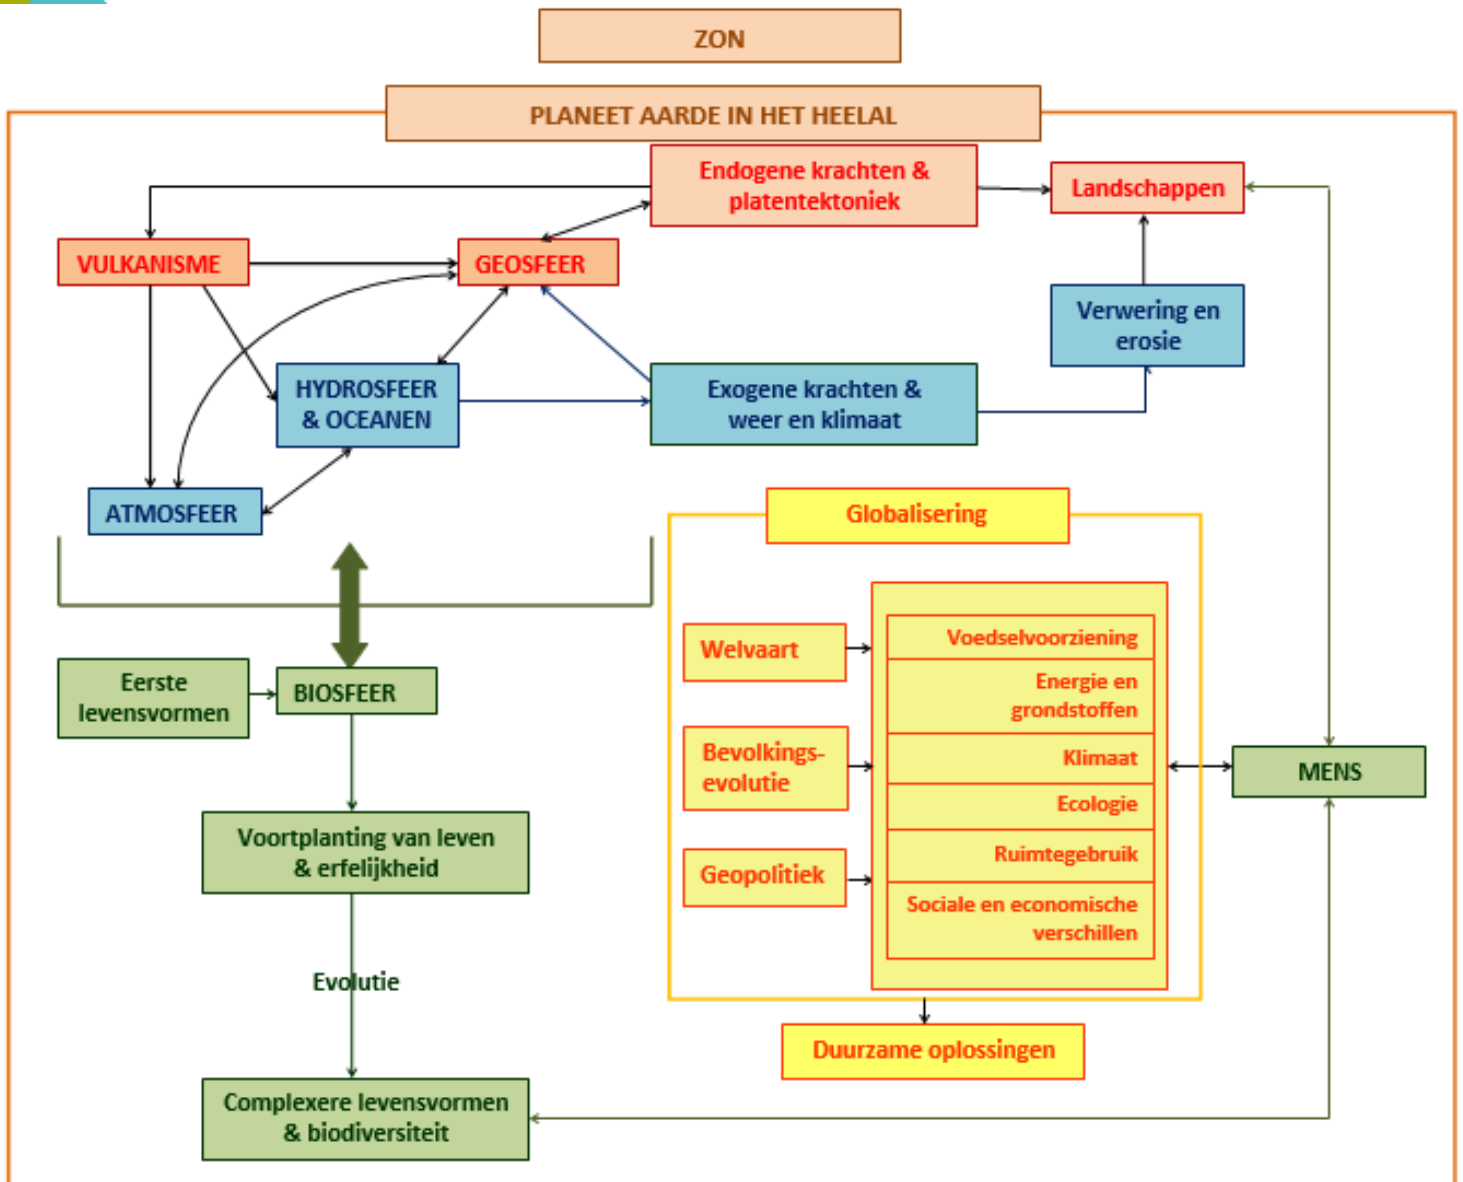 ZON
PLANEET AARDE IN HET HEELAL
Endogene krachten &
platentektoniek
Landschappen
VULKANISME
GEOSFEER
Verwering en
erosie
HYDROSFEER
& OCEANEN
Exogene krachten &
weer en klimaat
ATMOSFEER
Globalisering
Welvaart
Voedselvoorziening
Energie en
grondstoffen
Eerste
levensvormen
BIOSFEER
Bevolkings-
evolutie
Klimaat
MENS
Ecologie
Voortplanting van leven
& erfelijkheid
Geopolitiek
Ruimtegebruik
Sociale en economische
verschillen
Evolutie
Duurzame oplossingen
Complexere levensvormen
& biodiversiteit